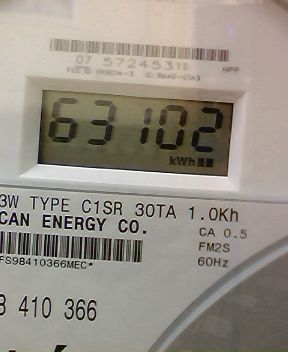 07 57245311
63102
kWh
3W TYPE C1SR 30TA 1.0Kh
CAN ENERGY CO.
CA 0.5
FM2S
60Hz
FS98410366MEC*
410 366